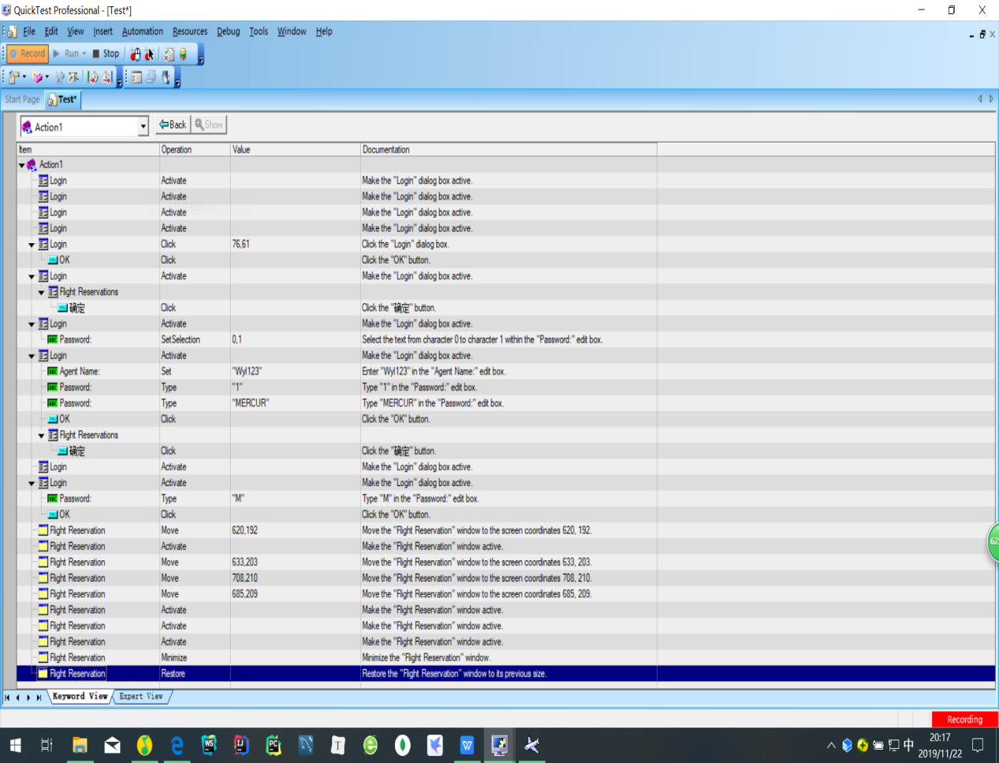 QuickTest Professional - [Test*]
File Edit View Insert Automation Resources Debug Tools Window Help
Record Run Stop
Start Page Test*
Action1 Back Show
Item Operation Value Documentation
Action1
Login Activate Make the "Login" dialog box active.
Login Activate Make the "Login" dialog box active.
Login Activate Make the "Login" dialog box active.
Login Activate Make the "Login" dialog box active.
Login Click 76,61 Click the "Login" dialog box.
OK Click Click the "OK" button.
Login Activate Make the "Login" dialog box active.
Flight Reservations
确定 Click Click the "确定" button.
Login Activate Make the "Login" dialog box active.
Password: SetSelection 0,1 Select the text from character 0 to character 1 within the "Password:" edit box.
Login Activate Make the "Login" dialog box active.
Agent Name: Set "Wyl123" Enter "Wyl123" in the "Agent Name:" edit box.
Password: Type "1" Type "1" in the "Password:" edit box.
Password: Type "MERCUR" Type "MERCUR" in the "Password:" edit box.
OK Click Click the "OK" button.
Flight Reservations
确定 Click Click the "确定" button.
Login Activate Make the "Login" dialog box active.
Login Activate Make the "Login" dialog box active.
Password: Type "M" Type "M" in the "Password:" edit box.
OK Click Click the "OK" button.
Flight Reservation Move 620,192 Move the "Flight Reservation" window to the screen coordinates 620, 192.
Flight Reservation Activate Make the "Flight Reservation" window active.
Flight Reservation Move 633,203 Move the "Flight Reservation" window to the screen coordinates 633, 203.
Flight Reservation Move 708,210 Move the "Flight Reservation" window to the screen coordinates 708, 210.
Flight Reservation Move 685,209 Move the "Flight Reservation" window to the screen coordinates 685, 209.
Flight Reservation Activate Make the "Flight Reservation" window active.
Flight Reservation Activate Make the "Flight Reservation" window active.
Flight Reservation Activate Make the "Flight Reservation" window active.
Flight Reservation Minimize Minimize the "Flight Reservation" window.
Flight Reservation Restore Restore the "Flight Reservation" window to its previous size.
62
Keyword View Expert View
Recording
WS IJ PC T W 中 20:17
2019/11/22